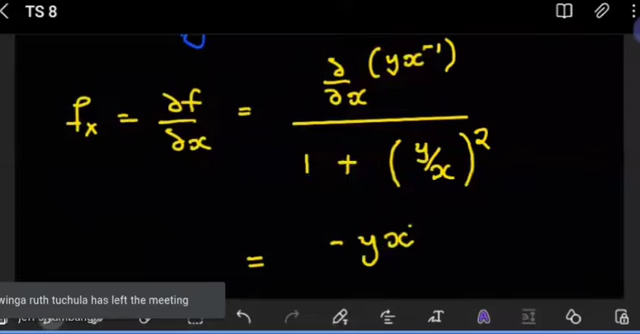 TS 8
f_x = ∂f/∂x = ∂/∂x (yx⁻¹) / 1 + (y/x)²
= - yx
winga ruth tuchula has left the meeting